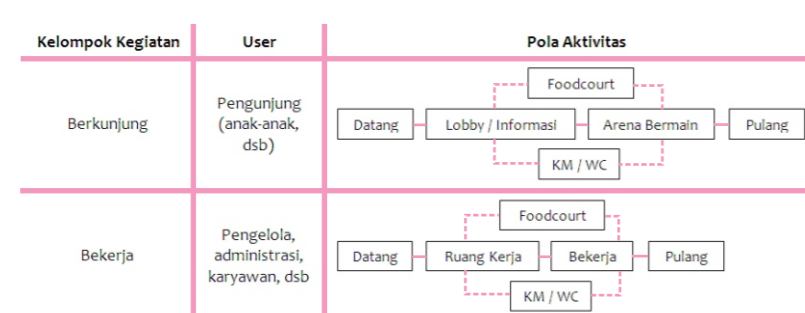 Kelompok Kegiatan User Pola Aktivitas
Foodcourt
Berkunjung
Pengunjung
(anak-anak,
dsb)
Datang Lobby / Informasi Arena Bermain Pulang
KM / WC
Foodcourt
Bekerja
Pengelola,
administrasi,
karyawan, dsb
Datang Ruang Kerja Bekerja Pulang
KM / WC